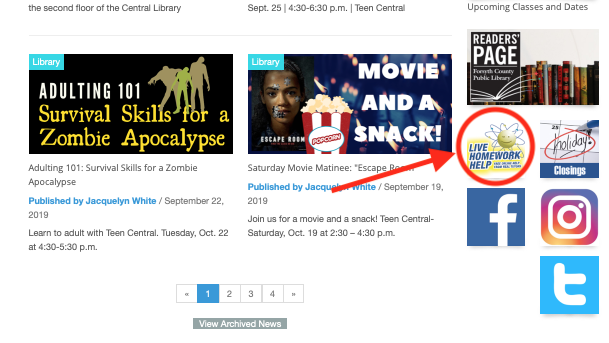 the second floor of the Central Library
Sept. 25 | 4:30-6:30 p.m. | Teen Central
Upcoming Classes and Dates
READERS'
PAGE
Forsyth County
Public Library
Library
ADULTING 101
Survival Skills for a
Zombie Apocalypse
Library
MOVIE
AND A
SNACK!
ESCAPE ROOM
POPCORN
LIVE
HOMEWORK
HELP
25
holiday!
Closings
Adulting 101: Survival Skills for a Zombie
Apocalypse
Published by Jacquelyn White / September 22,
2019
Learn to adult with Teen Central. Tuesday, Oct. 22
at 4:30-5:30 p.m.
Saturday Movie Matinee: "Escape
Published by Jacquelyn White / September 19,
2019
Join us for a movie and a snack! Teen Central-
Saturday, Oct. 19 at 2:30 – 4:30 p.m.
« 1 2 3 4 »
View Archived News